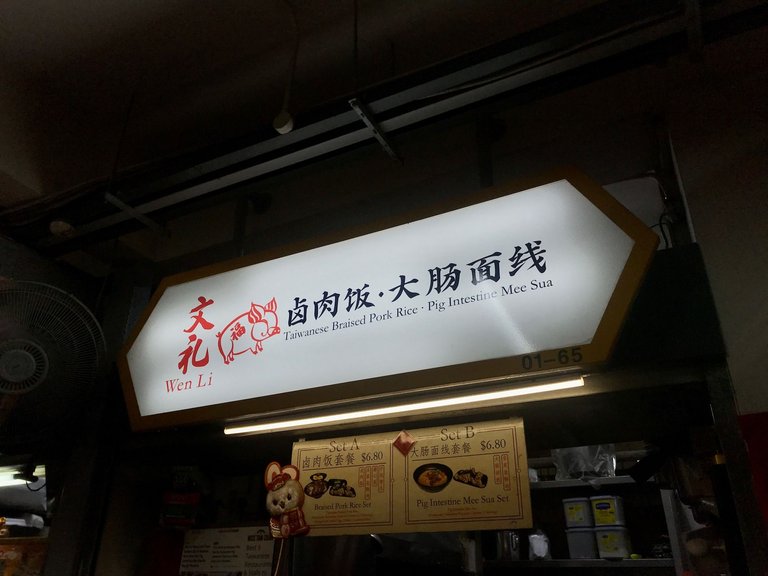 文礼
Wen Li
福
卤肉饭·大肠面线
Taiwanese Braised Pork Rice · Pig Intestine Mee Sua
01-65
Set A
卤肉饭套餐 $6.80
Braised Pork Rice Set
Set B
大肠面线套餐 $6.80
Pig Intestine Mee Sua Set